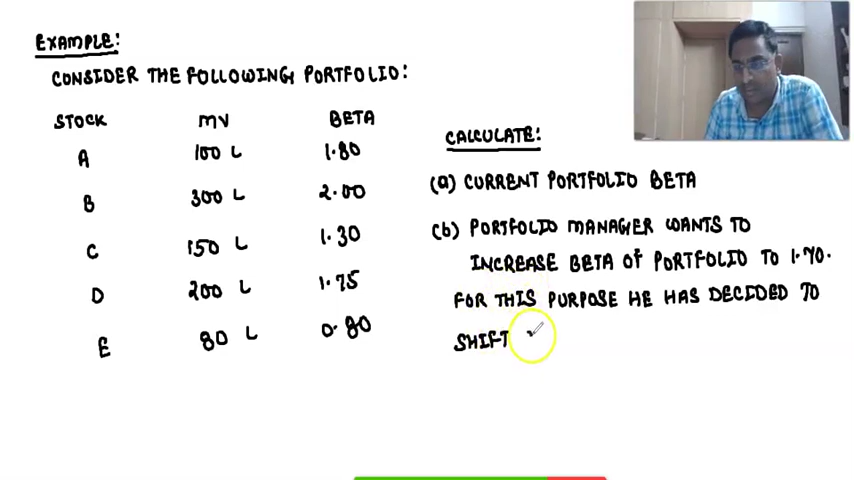 EXAMPLE:
CONSIDER THE FOLLOWING PORTFOLIO:
STOCK MV BETA
A 100 L 1.80
B 300 L 2.00
C 150 L 1.30
D 200 L 1.75
E 80 L 0.80
CALCULATE:
(a) CURRENT PORTFOLIO BETA
(b) PORTFOLIO MANAGER WANTS TO
INCREASE BETA OF PORTFOLIO TO 1.70.
FOR THIS PURPOSE HE HAS DECIDED TO
SHIFT